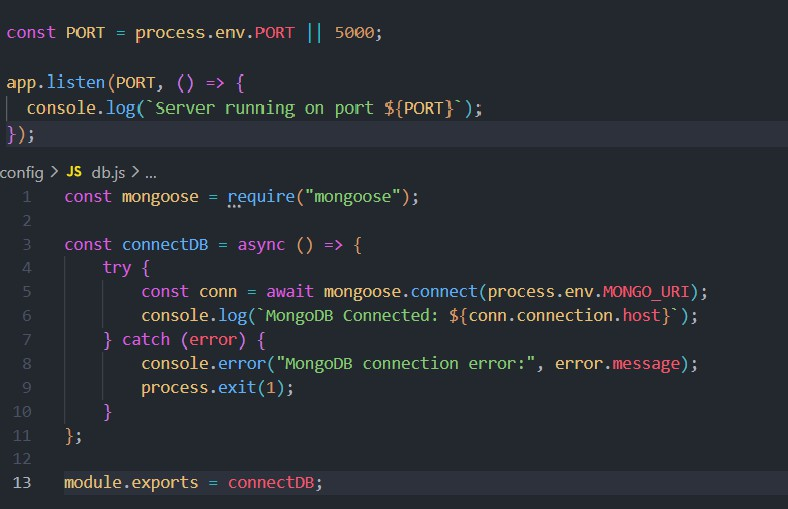 const PORT = process.env.PORT || 5000;
app.listen(PORT, () => {
  console.log(`Server running on port ${PORT}`);
});
config > JS db.js > ...
1 const mongoose = require("mongoose");
2
3 const connectDB = async () => {
4     try {
5         const conn = await mongoose.connect(process.env.MONGO_URI);
6         console.log(`MongoDB Connected: ${conn.connection.host}`);
7     } catch (error) {
8         console.error("MongoDB connection error:", error.message);
9         process.exit(1);
10     }
11 };
12
13 module.exports = connectDB;